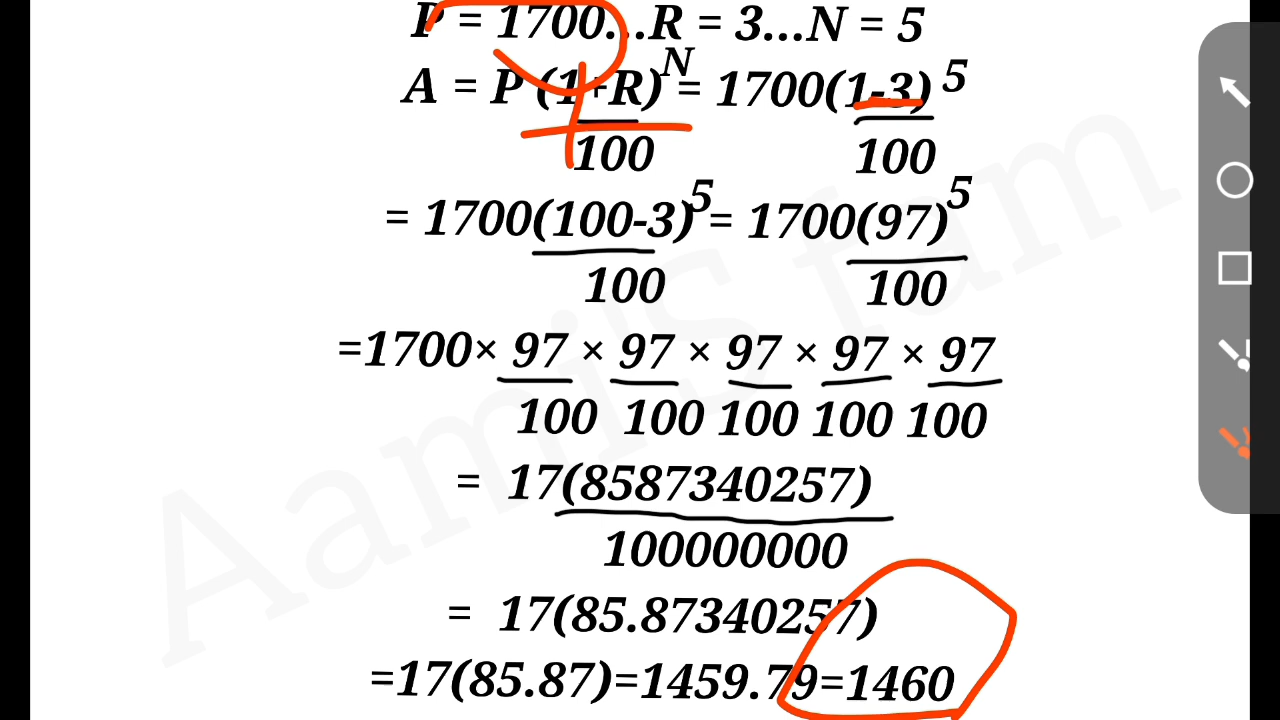 P = 1700...R = 3...N = 5
A = P (1+R)N = 1700(1-3)5
100 100
= 1700(100-3)5 = 1700(97)5
100 100
=1700× 97 × 97 × 97 × 97 × 97
100 100 100 100 100
= 17(8587340257)
100000000
= 17(85.87340257)
=17(85.87)=1459.79=1460
Aamil'S Tam